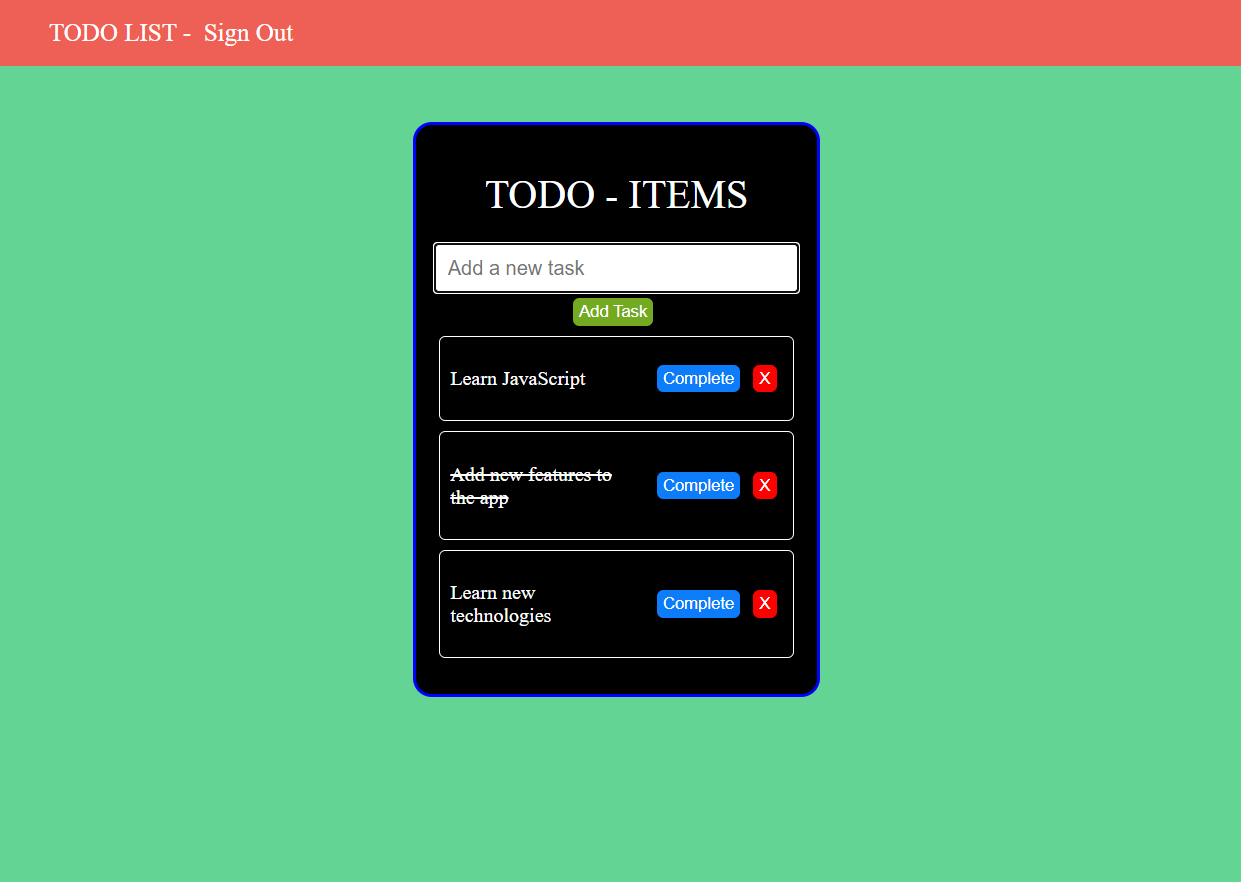 TODO LIST - Sign Out
TODO - ITEMS
Add a new task
Add Task
Learn JavaScript Complete X
Add new features to
the app
Complete X
Learn new
technologies
Complete X